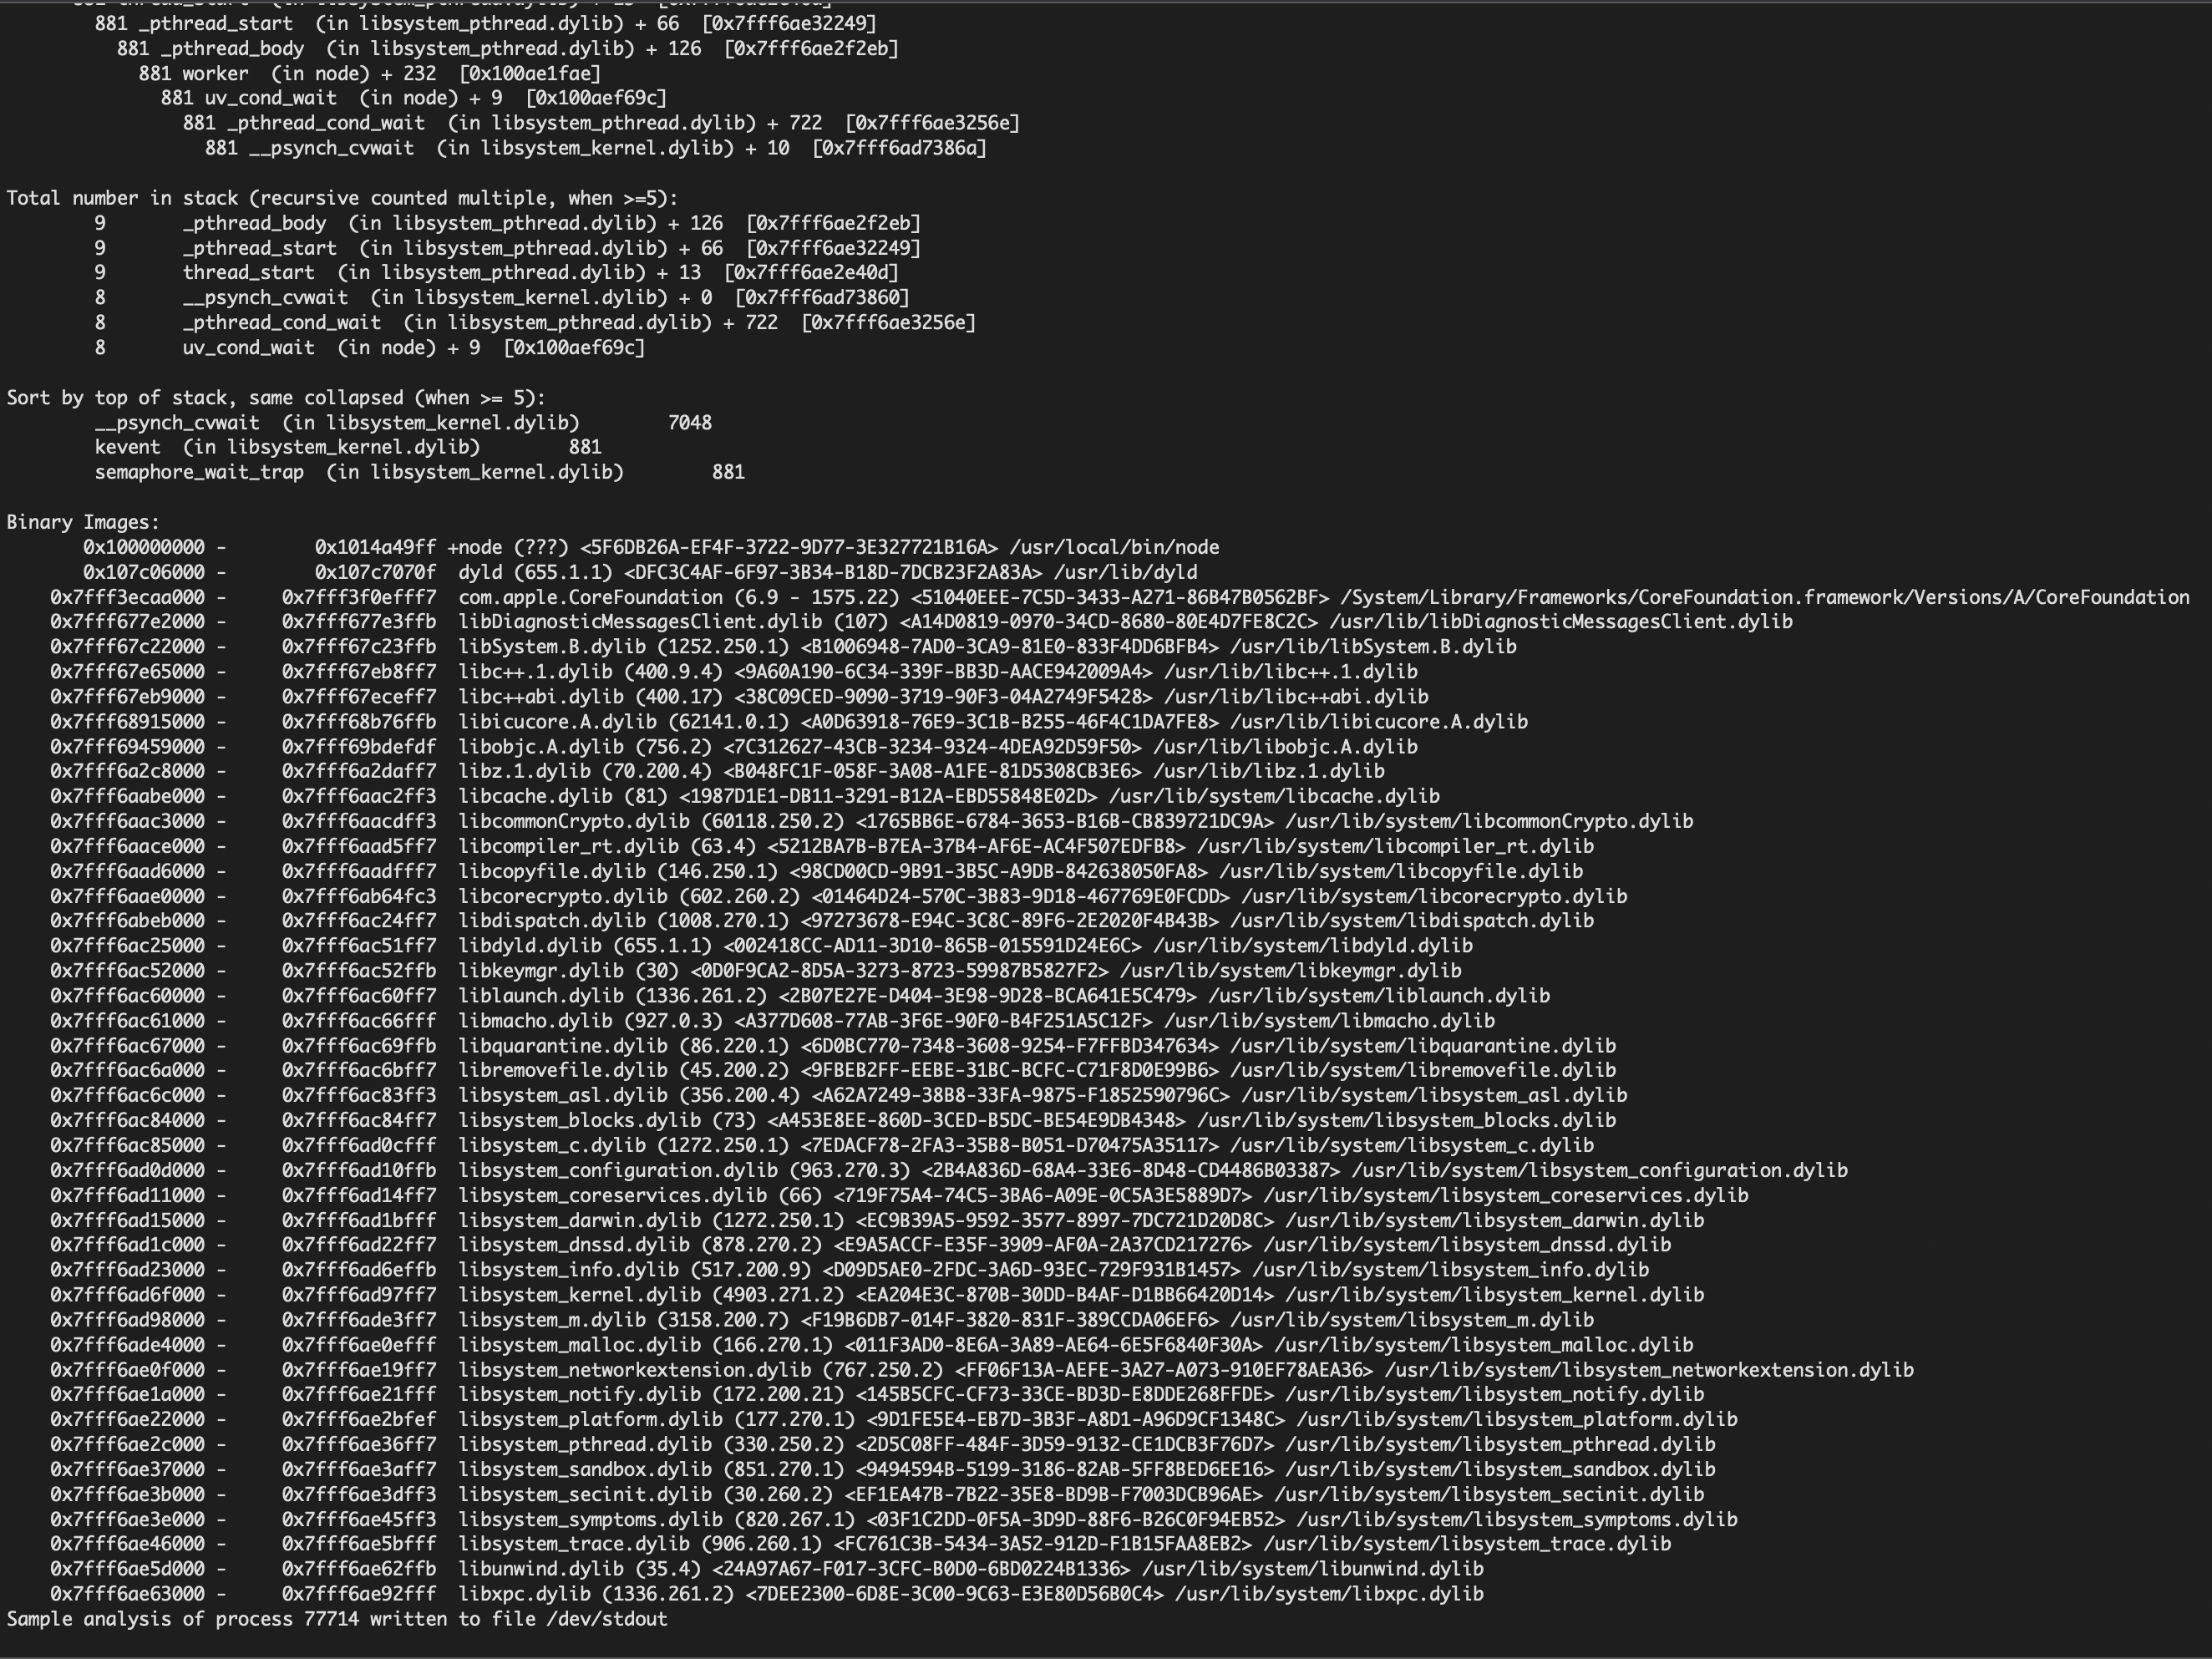 881 thread_start  (in libsystem_pthread.dylib) + 13  [0x7fff6ae2e40d]
        881 _pthread_start  (in libsystem_pthread.dylib) + 66  [0x7fff6ae32249]
          881 _pthread_body  (in libsystem_pthread.dylib) + 126  [0x7fff6ae2f2eb]
            881 worker  (in node) + 232  [0x100ae1fae]
              881 uv_cond_wait  (in node) + 9  [0x100aef69c]
                881 _pthread_cond_wait  (in libsystem_pthread.dylib) + 722  [0x7fff6ae3256e]
                  881 __psynch_cvwait  (in libsystem_kernel.dylib) + 10  [0x7fff6ad7386a]

Total number in stack (recursive counted multiple, when >=5):
        9       _pthread_body  (in libsystem_pthread.dylib) + 126  [0x7fff6ae2f2eb]
        9       _pthread_start  (in libsystem_pthread.dylib) + 66  [0x7fff6ae32249]
        9       thread_start  (in libsystem_pthread.dylib) + 13  [0x7fff6ae2e40d]
        8       __psynch_cvwait  (in libsystem_kernel.dylib) + 0  [0x7fff6ad73860]
        8       _pthread_cond_wait  (in libsystem_pthread.dylib) + 722  [0x7fff6ae3256e]
        8       uv_cond_wait  (in node) + 9  [0x100aef69c]

Sort by top of stack, same collapsed (when >= 5):
        __psynch_cvwait  (in libsystem_kernel.dylib)        7048
        kevent  (in libsystem_kernel.dylib)        881
        semaphore_wait_trap  (in libsystem_kernel.dylib)        881

Binary Images:
       0x100000000 -        0x1014a49ff +node (???) <5F6DB26A-EF4F-3722-9D77-3E327721B16A> /usr/local/bin/node
       0x107c06000 -        0x107c7070f  dyld (655.1.1) <DFC3C4AF-6F97-3B34-B18D-7DCB23F2A83A> /usr/lib/dyld
    0x7fff3ecaa000 -     0x7fff3f0efff7  com.apple.CoreFoundation (6.9 - 1575.22) <51040EEE-7C5D-3433-A271-86B47B0562BF> /System/Library/Frameworks/CoreFoundation.framework/Versions/A/CoreFoundation
    0x7fff677e2000 -     0x7fff677e3ffb  libDiagnosticMessagesClient.dylib (107) <A14D0819-0970-34CD-8680-80E4D7FE8C2C> /usr/lib/libDiagnosticMessagesClient.dylib
    0x7fff67c22000 -     0x7fff67c23ffb  libSystem.B.dylib (1252.250.1) <B1006948-7AD0-3CA9-81E0-833F4DD6BFB4> /usr/lib/libSystem.B.dylib
    0x7fff67e65000 -     0x7fff67eb8ff7  libc++.1.dylib (400.9.4) <9A60A190-6C34-339F-BB3D-AACE942009A4> /usr/lib/libc++.1.dylib
    0x7fff67eb9000 -     0x7fff67eceff7  libc++abi.dylib (400.17) <38C09CED-9090-3719-90F3-04A2749F5428> /usr/lib/libc++abi.dylib
    0x7fff68915000 -     0x7fff68b76ffb  libicucore.A.dylib (62141.0.1) <A0D63918-76E9-3C1B-B255-46F4C1DA7FE8> /usr/lib/libicucore.A.dylib
    0x7fff69459000 -     0x7fff69bdefdf  libobjc.A.dylib (756.2) <7C312627-43CB-3234-9324-4DEA92D59F50> /usr/lib/libobjc.A.dylib
    0x7fff6a2c8000 -     0x7fff6a2daff7  libz.1.dylib (70.200.4) <B048FC1F-058F-3A08-A1FE-81D5308CB3E6> /usr/lib/libz.1.dylib
    0x7fff6aabe000 -     0x7fff6aac2ff3  libcache.dylib (81) <1987D1E1-DB11-3291-B12A-EBD55848E02D> /usr/lib/system/libcache.dylib
    0x7fff6aac3000 -     0x7fff6aacdff3  libcommonCrypto.dylib (60118.250.2) <1765BB6E-6784-3653-B16B-CB839721DC9A> /usr/lib/system/libcommonCrypto.dylib
    0x7fff6aace000 -     0x7fff6aad5ff7  libcompiler_rt.dylib (63.4) <5212BA7B-B7EA-37B4-AF6E-AC4F507EDFB8> /usr/lib/system/libcompiler_rt.dylib
    0x7fff6aad6000 -     0x7fff6aadfff7  libcopyfile.dylib (146.250.1) <98CD00CD-9B91-3B5C-A9DB-842638050FA8> /usr/lib/system/libcopyfile.dylib
    0x7fff6aae0000 -     0x7fff6ab64fc3  libcorecrypto.dylib (602.260.2) <01464D24-570C-3B83-9D18-467769E0FCDD> /usr/lib/system/libcorecrypto.dylib
    0x7fff6abeb000 -     0x7fff6ac24ff7  libdispatch.dylib (1008.270.1) <97273678-E94C-3C8C-89F6-2E2020F4B43B> /usr/lib/system/libdispatch.dylib
    0x7fff6ac25000 -     0x7fff6ac51ff7  libdyld.dylib (655.1.1) <002418CC-AD11-3D10-865B-015591D24E6C> /usr/lib/system/libdyld.dylib
    0x7fff6ac52000 -     0x7fff6ac52ffb  libkeymgr.dylib (30) <0D0F9CA2-8D5A-3273-8723-59987B5827F2> /usr/lib/system/libkeymgr.dylib
    0x7fff6ac60000 -     0x7fff6ac60ff7  liblaunch.dylib (1336.261.2) <2B07E27E-D404-3E98-9D28-BCA641E5C479> /usr/lib/system/liblaunch.dylib
    0x7fff6ac61000 -     0x7fff6ac66fff  libmacho.dylib (927.0.3) <A377D608-77AB-3F6E-90F0-B4F251A5C12F> /usr/lib/system/libmacho.dylib
    0x7fff6ac67000 -     0x7fff6ac69ffb  libquarantine.dylib (86.220.1) <6D0BC770-7348-3608-9254-F7FFBD347634> /usr/lib/system/libquarantine.dylib
    0x7fff6ac6a000 -     0x7fff6ac6bff7  libremovefile.dylib (45.200.2) <9FBEB2FF-EEBE-31BC-BCFC-C71F8D0E99B6> /usr/lib/system/libremovefile.dylib
    0x7fff6ac6c000 -     0x7fff6ac83ff3  libsystem_asl.dylib (356.200.4) <A62A7249-38B8-33FA-9875-F1852590796C> /usr/lib/system/libsystem_asl.dylib
    0x7fff6ac84000 -     0x7fff6ac84ff7  libsystem_blocks.dylib (73) <A453E8EE-860D-3CED-B5DC-BE54E9DB4348> /usr/lib/system/libsystem_blocks.dylib
    0x7fff6ac85000 -     0x7fff6ad0cfff  libsystem_c.dylib (1272.250.1) <7EDACF78-2FA3-35B8-B051-D70475A35117> /usr/lib/system/libsystem_c.dylib
    0x7fff6ad0d000 -     0x7fff6ad10ffb  libsystem_configuration.dylib (963.270.3) <2B4A836D-68A4-33E6-8D48-CD4486B03387> /usr/lib/system/libsystem_configuration.dylib
    0x7fff6ad11000 -     0x7fff6ad14ff7  libsystem_coreservices.dylib (66) <719F75A4-74C5-3BA6-A09E-0C5A3E5889D7> /usr/lib/system/libsystem_coreservices.dylib
    0x7fff6ad15000 -     0x7fff6ad1bfff  libsystem_darwin.dylib (1272.250.1) <EC9B39A5-9592-3577-8997-7DC721D20D8C> /usr/lib/system/libsystem_darwin.dylib
    0x7fff6ad1c000 -     0x7fff6ad22ff7  libsystem_dnssd.dylib (878.270.2) <E9A5ACCF-E35F-3909-AF0A-2A37CD217276> /usr/lib/system/libsystem_dnssd.dylib
    0x7fff6ad23000 -     0x7fff6ad6effb  libsystem_info.dylib (517.200.9) <D09D5AE0-2FDC-3A6D-93EC-729F931B1457> /usr/lib/system/libsystem_info.dylib
    0x7fff6ad6f000 -     0x7fff6ad97ff7  libsystem_kernel.dylib (4903.271.2) <EA204E3C-870B-30DD-B4AF-D1BB66420D14> /usr/lib/system/libsystem_kernel.dylib
    0x7fff6ad98000 -     0x7fff6ade3fff  libsystem_m.dylib (3158.200.7) <F19B6DB7-014F-3820-831F-389CCDA06EF6> /usr/lib/system/libsystem_m.dylib
    0x7fff6ade4000 -     0x7fff6ae0efff  libsystem_malloc.dylib (166.270.1) <011F3AD0-8E6A-3A89-AE64-6E5F6840F30A> /usr/lib/system/libsystem_malloc.dylib
    0x7fff6ae0f000 -     0x7fff6ae19ff7  libsystem_networkextension.dylib (767.250.2) <FF06F13A-AEFE-3A27-A073-910EF78AEA36> /usr/lib/system/libsystem_networkextension.dylib
    0x7fff6ae1a000 -     0x7fff6ae21fff  libsystem_notify.dylib (172.200.21) <145B5CFC-CF73-33CE-BD3D-E8DDE268FFDE> /usr/lib/system/libsystem_notify.dylib
    0x7fff6ae22000 -     0x7fff6ae2bfef  libsystem_platform.dylib (177.270.1) <9D1FE5E4-EB7D-3B3F-A8D1-A96D9CF1348C> /usr/lib/system/libsystem_platform.dylib
    0x7fff6ae2c000 -     0x7fff6ae36ff7  libsystem_pthread.dylib (330.250.2) <2D5C08FF-484F-3D59-9132-CE1DCB3F76D7> /usr/lib/system/libsystem_pthread.dylib
    0x7fff6ae37000 -     0x7fff6ae3aff7  libsystem_sandbox.dylib (851.270.1) <9494594B-5199-3186-82AB-5FF8BED6EE16> /usr/lib/system/libsystem_sandbox.dylib
    0x7fff6ae3b000 -     0x7fff6ae3dff3  libsystem_secinit.dylib (30.260.2) <EF1EA47B-7B22-35E8-BD9B-F7003DCB96AE> /usr/lib/system/libsystem_secinit.dylib
    0x7fff6ae3e000 -     0x7fff6ae45ff3  libsystem_symptoms.dylib (820.267.1) <03F1C2DD-0F5A-3D9D-88F6-B26C0F94EB52> /usr/lib/system/libsystem_symptoms.dylib
    0x7fff6ae46000 -     0x7fff6ae5bfff  libsystem_trace.dylib (906.260.1) <FC761C3B-5434-3A52-912D-F1B15FAA8EB2> /usr/lib/system/libsystem_trace.dylib
    0x7fff6ae5d000 -     0x7fff6ae62ffb  libunwind.dylib (35.4) <24A97A67-F017-3CFC-B0D0-6BD0224B1336> /usr/lib/system/libunwind.dylib
    0x7fff6ae63000 -     0x7fff6ae92fff  libxpc.dylib (1336.261.2) <7DEE2300-6D8E-3C00-9C63-E3E80D56B0C4> /usr/lib/system/libxpc.dylib
Sample analysis of process 77714 written to file /dev/stdout